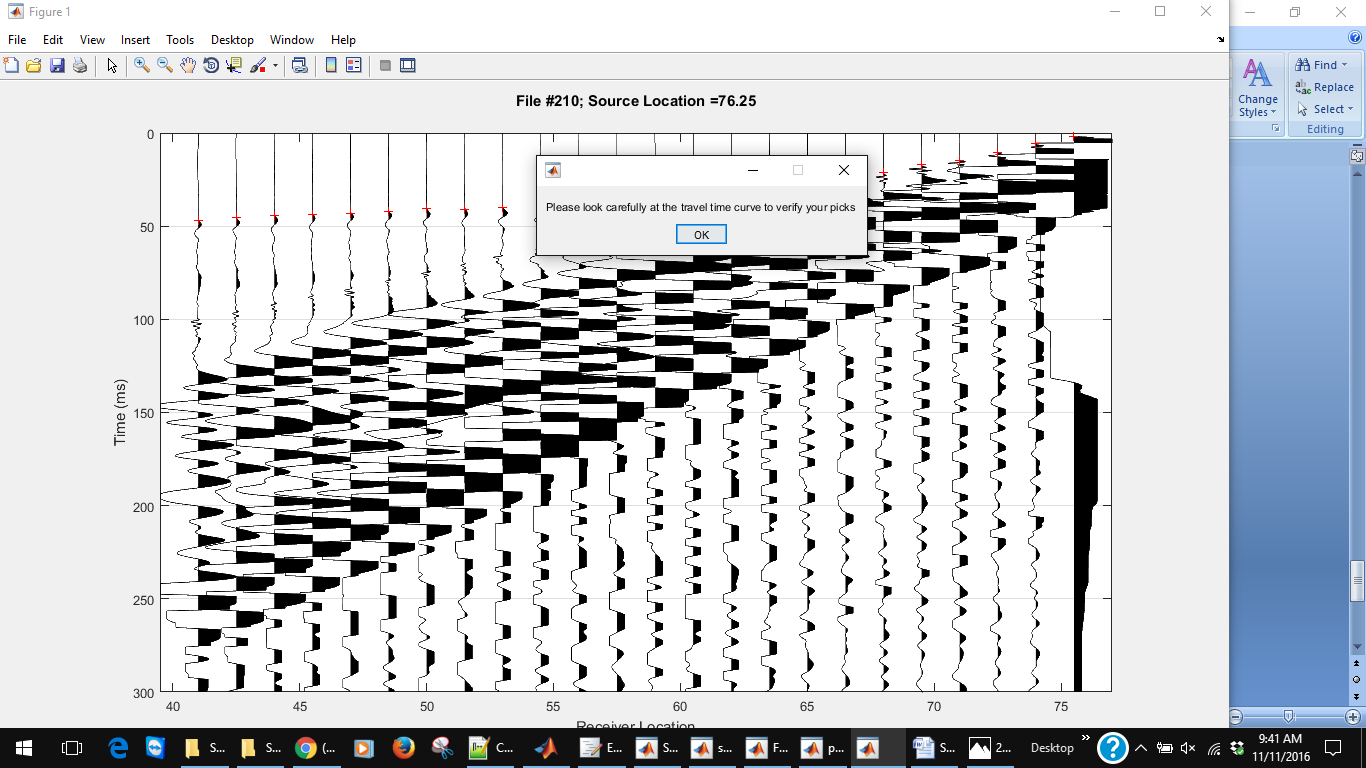 Figure 1
File Edit View Insert Tools Desktop Window Help
File #210; Source Location =76.25
Please look carefully at the travel time curve to verify your picks
OK
0
50
100
150
200
250
300
Time (ms)
40 45 50 55 60 65 70 75
Receiver Location
Find
Replace
Select
Change
Styles
Editing
S... S... (... C... E... S... s... F... p... S... 2... Desktop
9:41 AM
11/11/2016